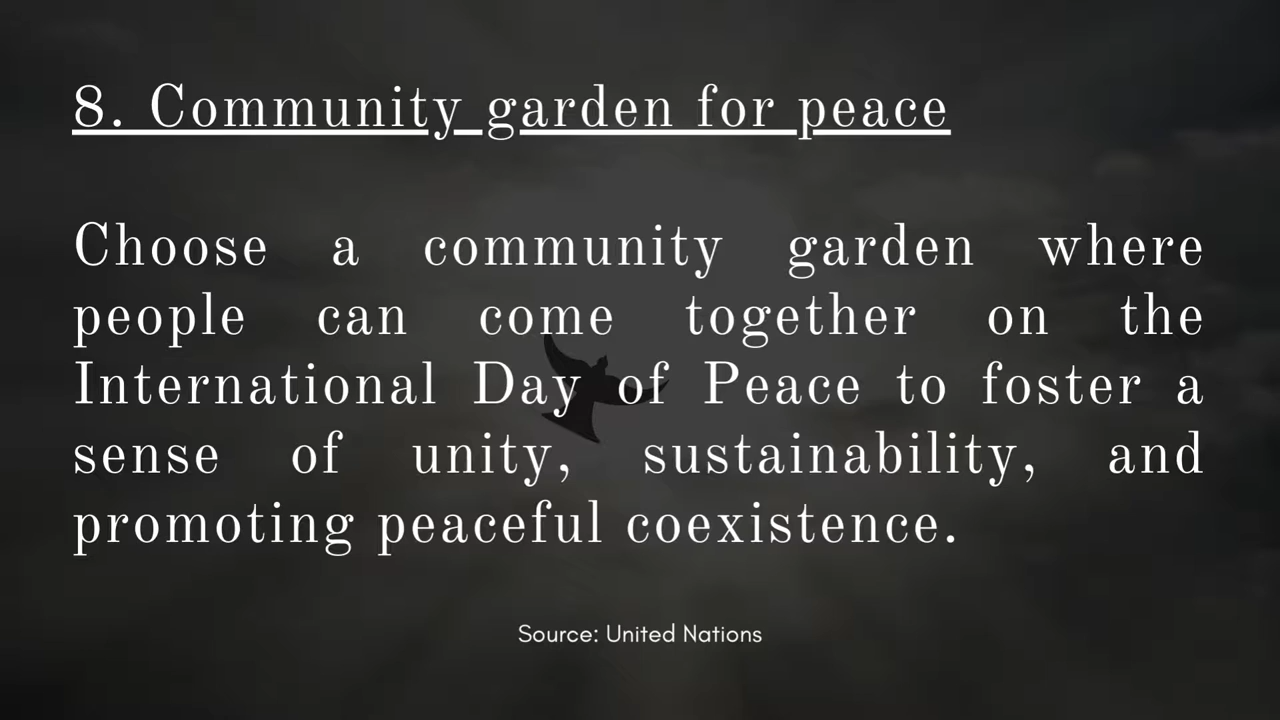 8. Community garden for peace
Choose a community garden where
people can come together on the
International Day of Peace to foster a
sense of unity, sustainability, and
promoting peaceful coexistence.
Source: United Nations